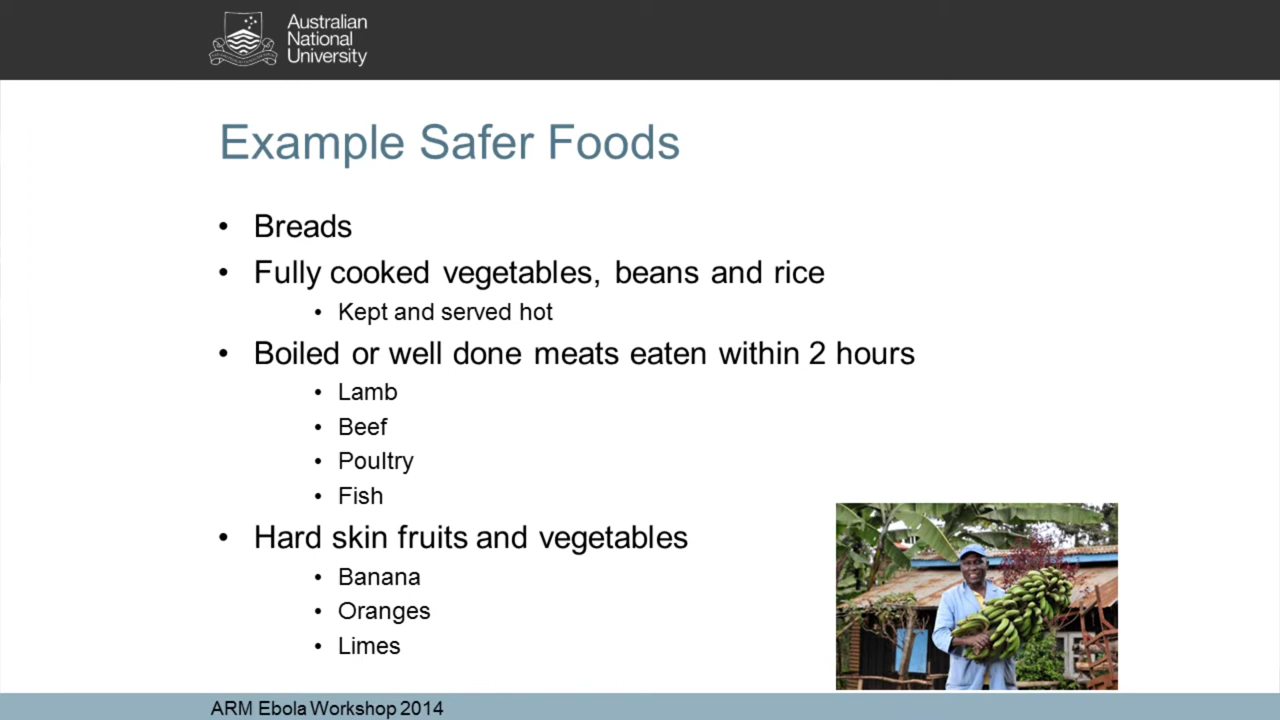 Australian
National
University
Example Safer Foods
• Breads
• Fully cooked vegetables, beans and rice
• Kept and served hot
• Boiled or well done meats eaten within 2 hours
• Lamb
• Beef
• Poultry
• Fish
• Hard skin fruits and vegetables
• Banana
• Oranges
• Limes
ARM Ebola Workshop 2014